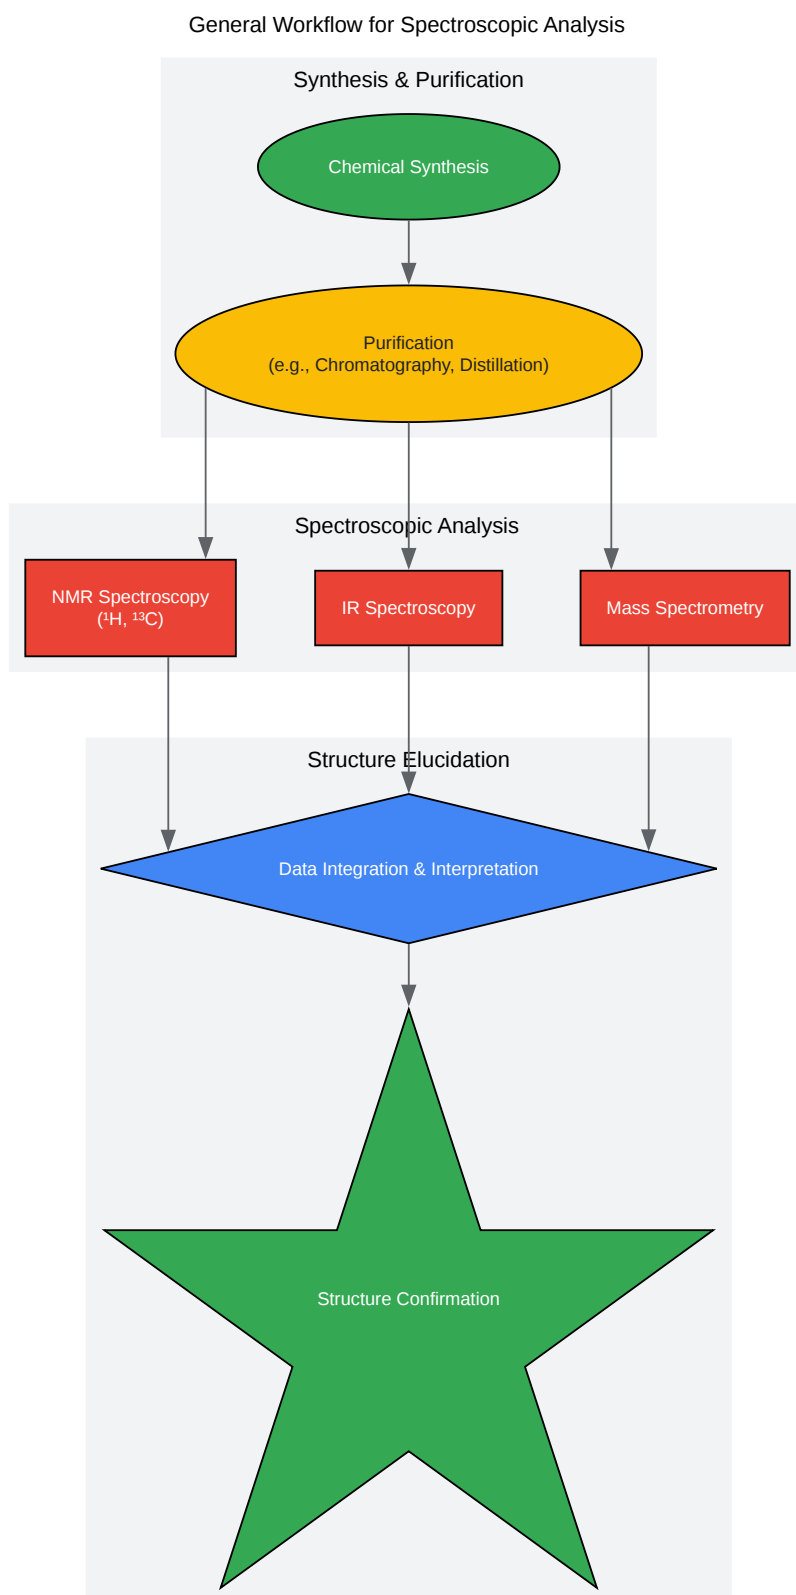 General Workflow for Spectroscopic Analysis
Synthesis & Purification
Chemical Synthesis
Purification
(e.g., Chromatography, Distillation)
Spectroscopic Analysis
NMR Spectroscopy
(¹H, ¹³C)
IR Spectroscopy
Mass Spectrometry
Structure Elucidation
Data Integration & Interpretation
Structure Confirmation